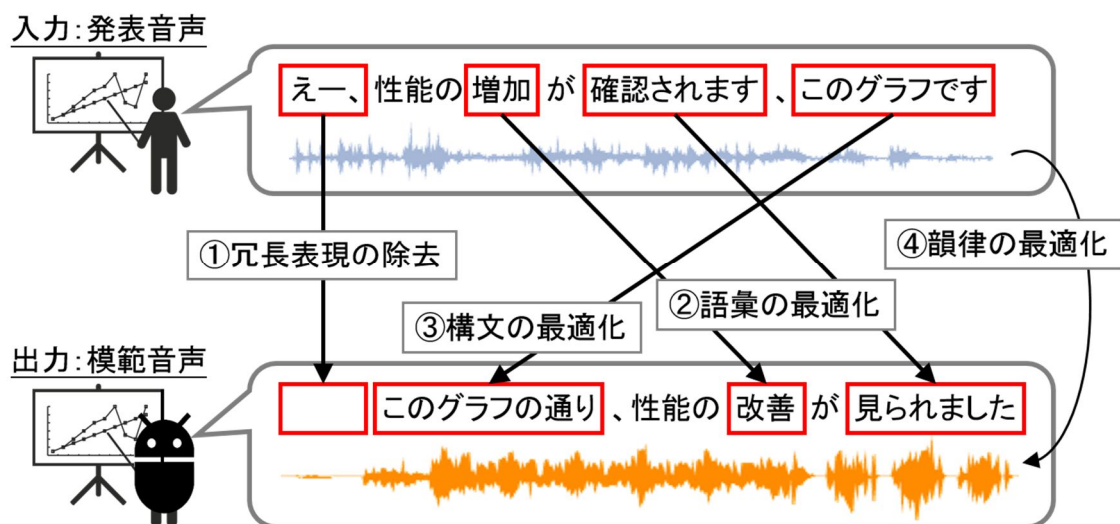 入力：発表音声
えー、性能の増加が確認されます、このグラフです
①冗長表現の除去
④韻律の最適化
②語彙の最適化
③構文の最適化
出力：模範音声
このグラフの通り、性能の改善が見られました